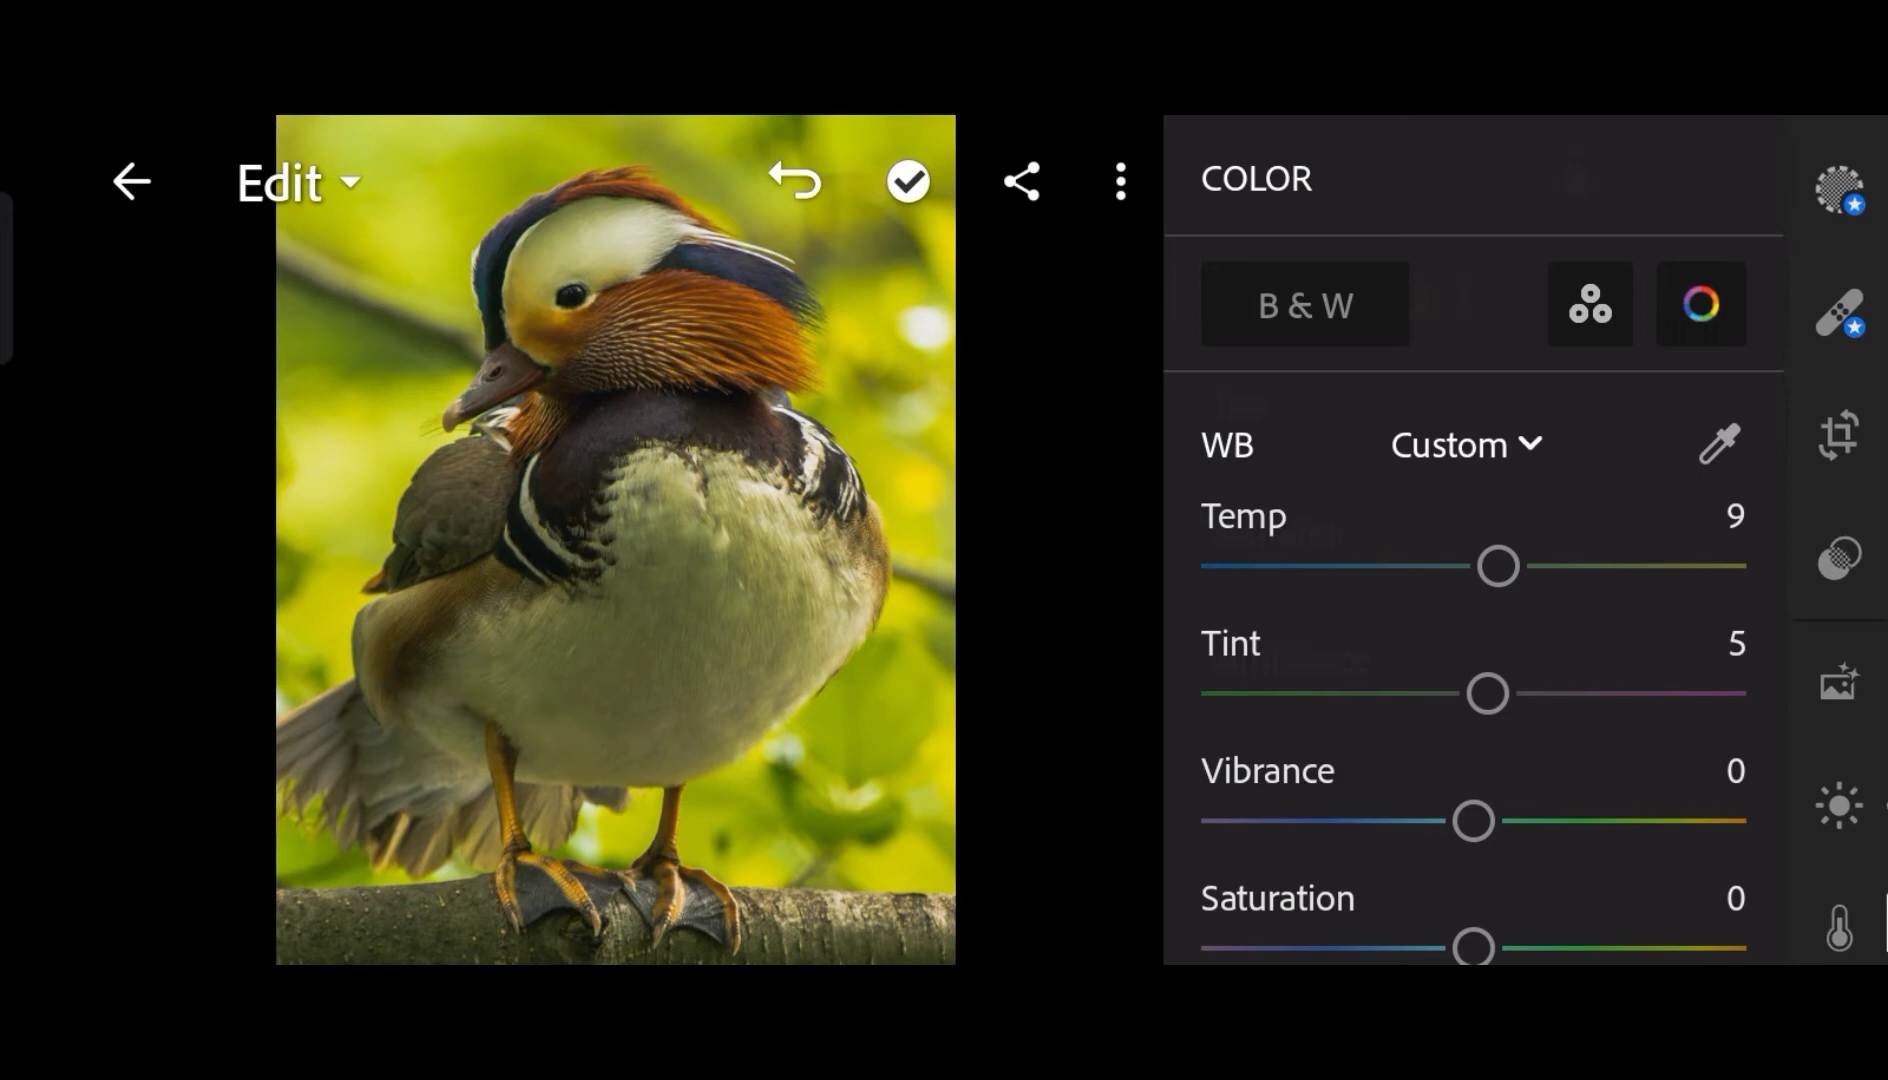 Edit
COLOR
B & W
WB Custom
Temp 9
Tint 5
Vibrance 0
Saturation 0